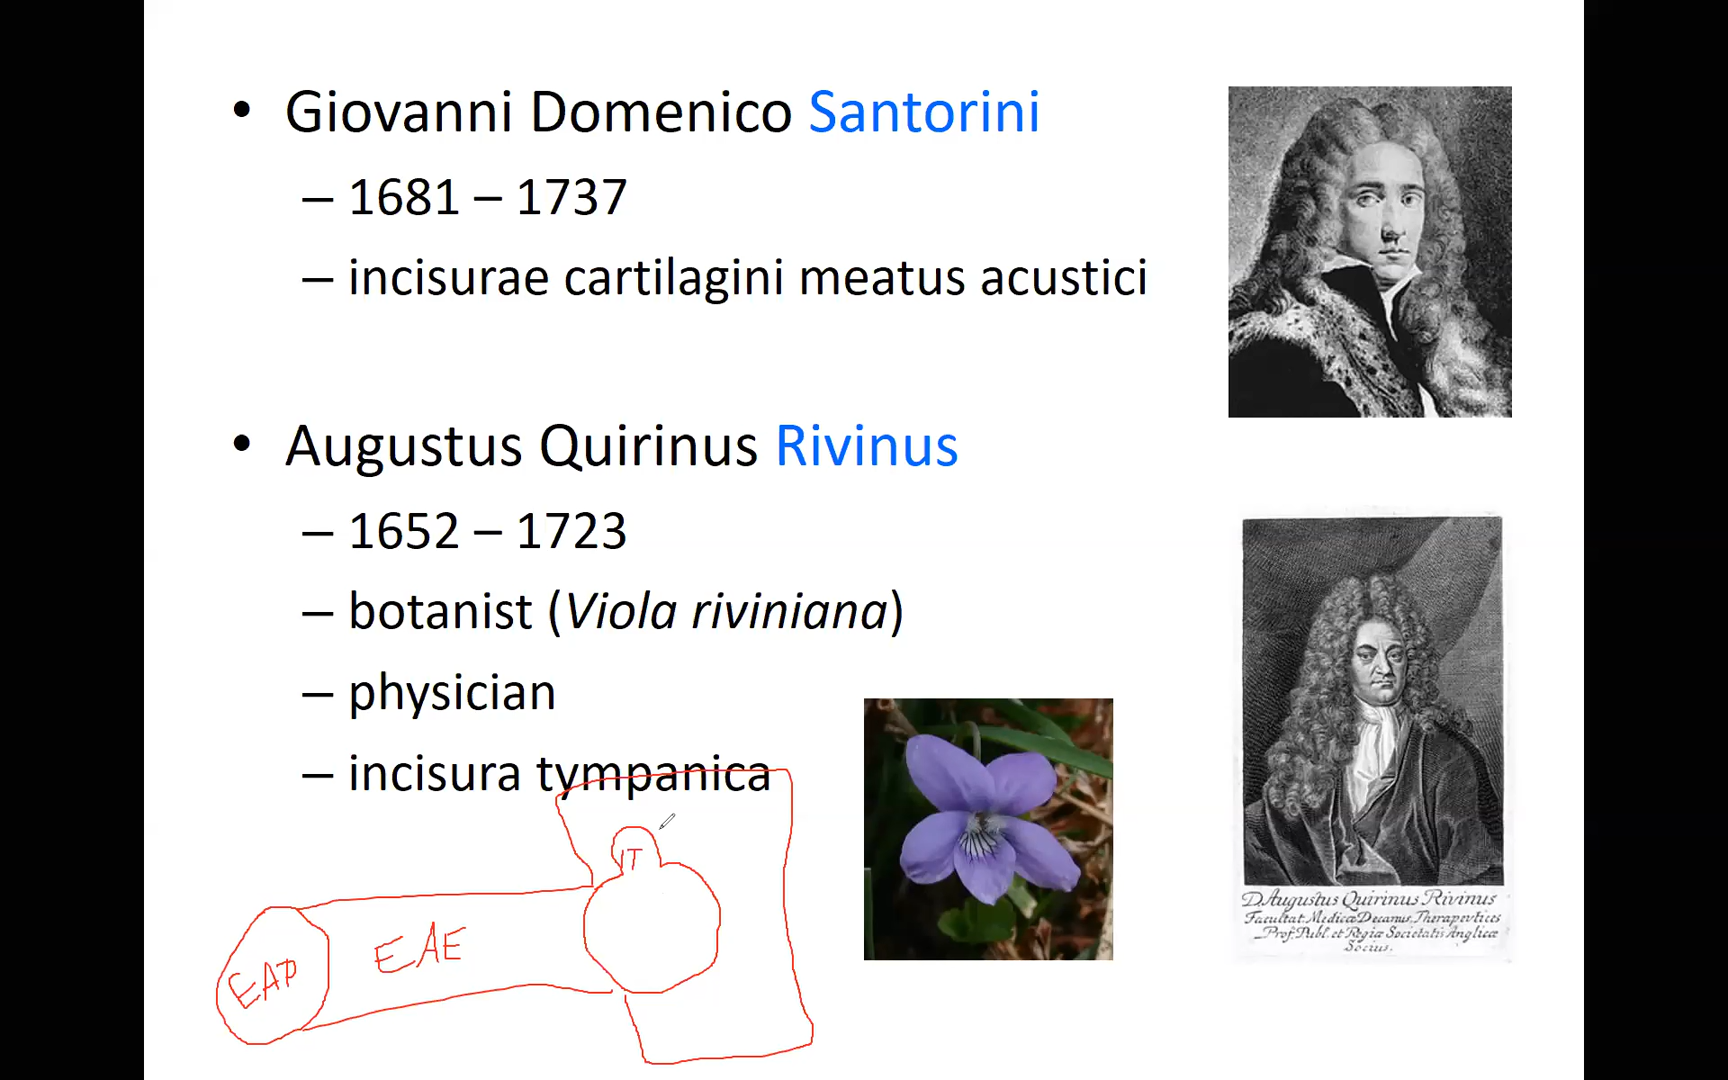 • Giovanni Domenico Santorini
– 1681 – 1737
– incisurae cartilagini meatus acustici
• Augustus Quirinus Rivinus
– 1652 – 1723
– botanist (Viola riviniana)
– physician
– incisura tympanica
IT
EAE
EAP
D. Augustus Quirinus Rivinus
Facultat. Medicæ Decanus, Therapevtices
Prof. Publ. et Regiæ Societatis Anglicæ
Socius.